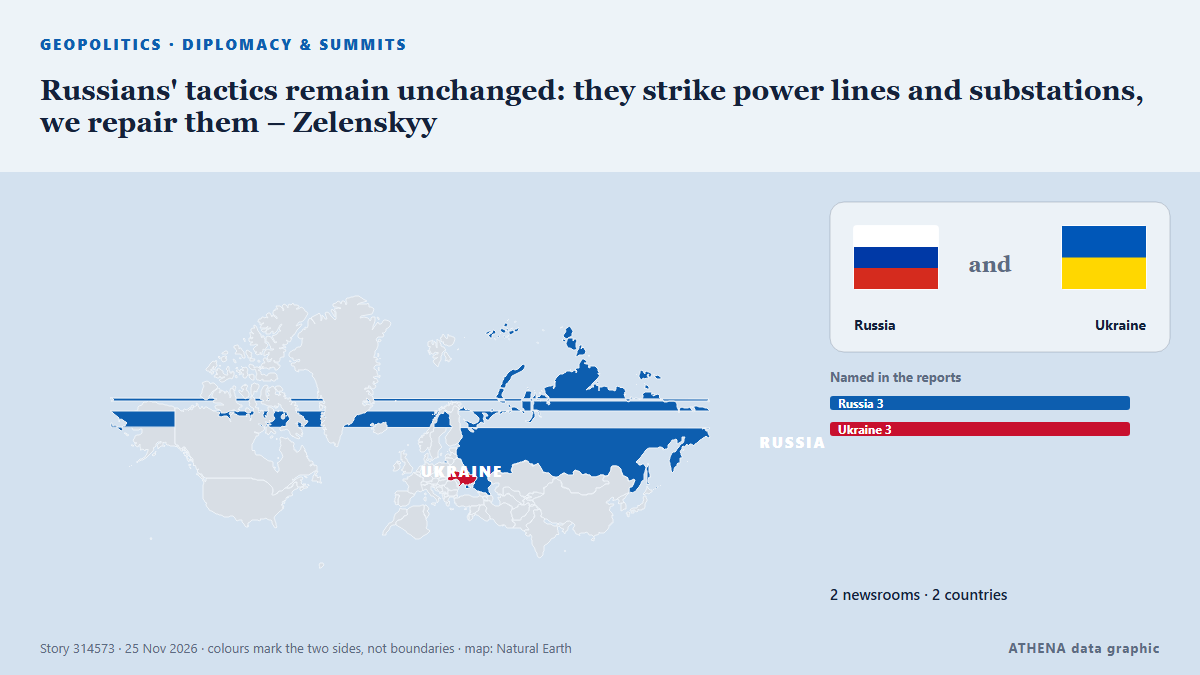 GEOPOLITICS · DIPLOMACY & SUMMITS
Russians' tactics remain unchanged: they strike power lines and substations,
we repair them – Zelenskyy
and
Russia
Ukraine
Named in the reports
Russia 3
Ukraine 3
RUSSIA
UKRAINE
2 newsrooms · 2 countries
Story 314573 · 25 Nov 2026 · colours mark the two sides, not boundaries · map: Natural Earth
ATHENA data graphic